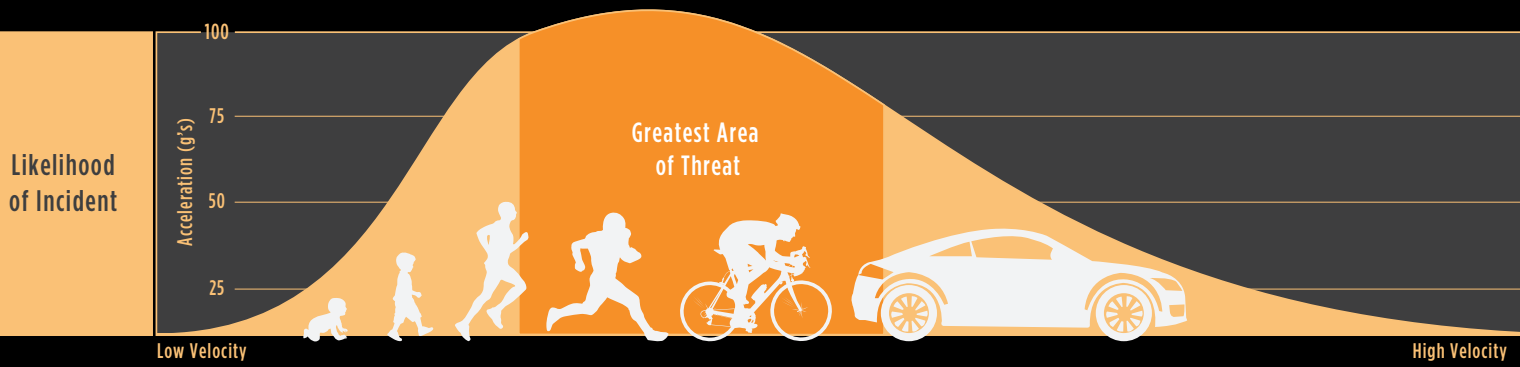 Likelihood
of Incident
Acceleration (g's)
100
75
50
25
Greatest Area
of Threat
Low Velocity
High Velocity